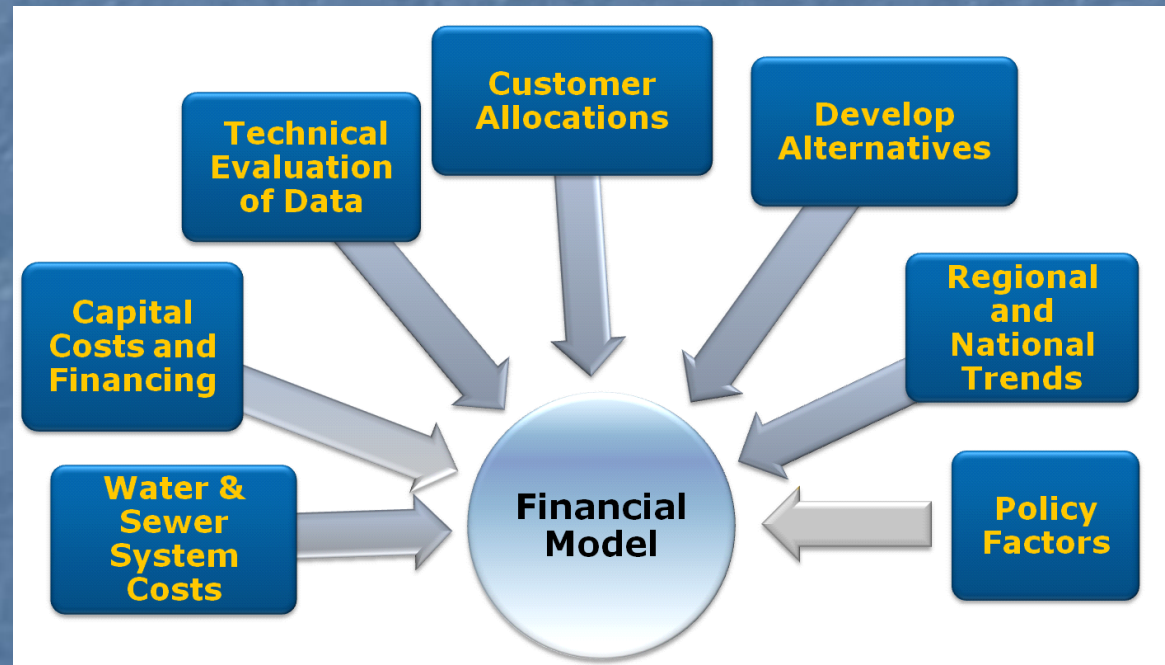 Customer
Allocations
Develop
Alternatives
Technical
Evaluation
of Data
Regional
and
National
Trends
Capital
Costs and
Financing
Water &
Sewer
System
Costs
Financial
Model
Policy
Factors